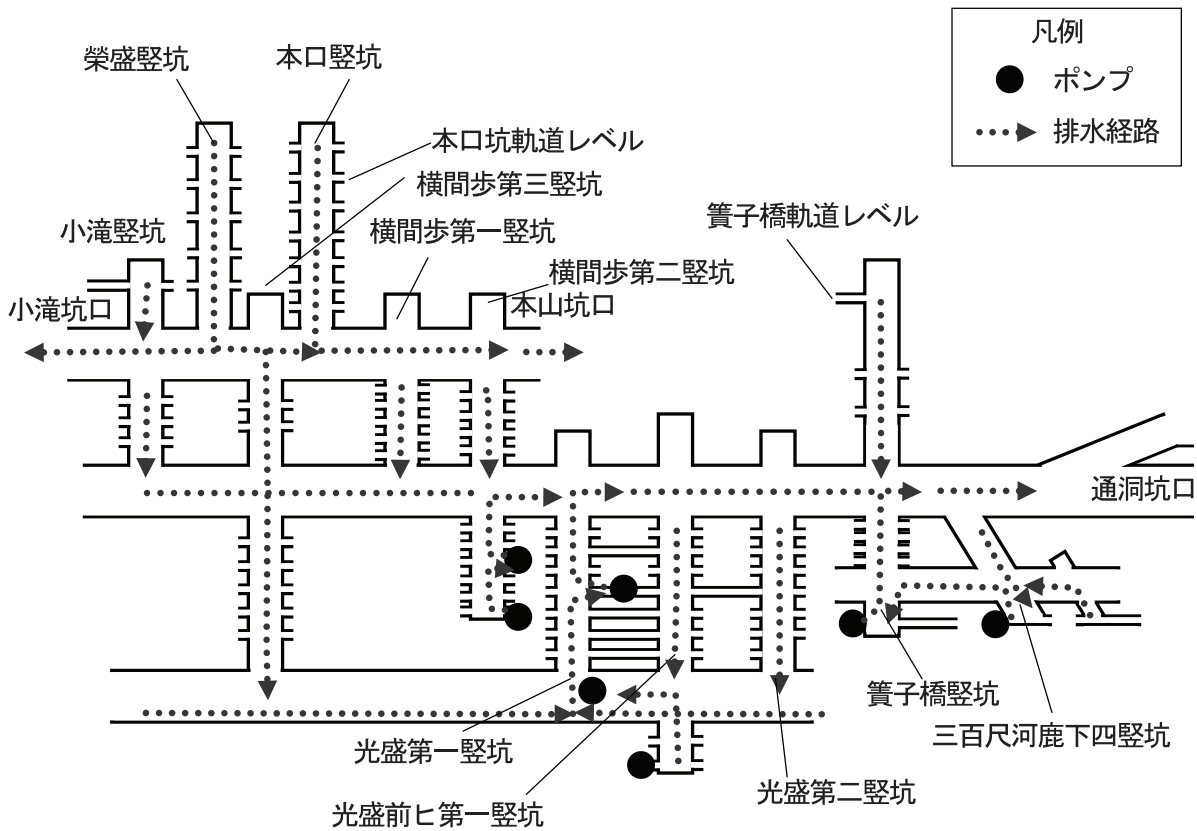 凡例
ポンプ
排水経路
榮盛竪坑
本口竪坑
本口坑軌道レベル
横間歩第三竪坑
小滝竪坑
横間歩第一竪坑
簀子橋軌道レベル
横間歩第二竪坑
小滝坑口
本山坑口
通洞坑口
簀子橋竪坑
三百尺河鹿下四竪坑
光盛第一竪坑
光盛第二竪坑
光盛前ヒ第一竪坑